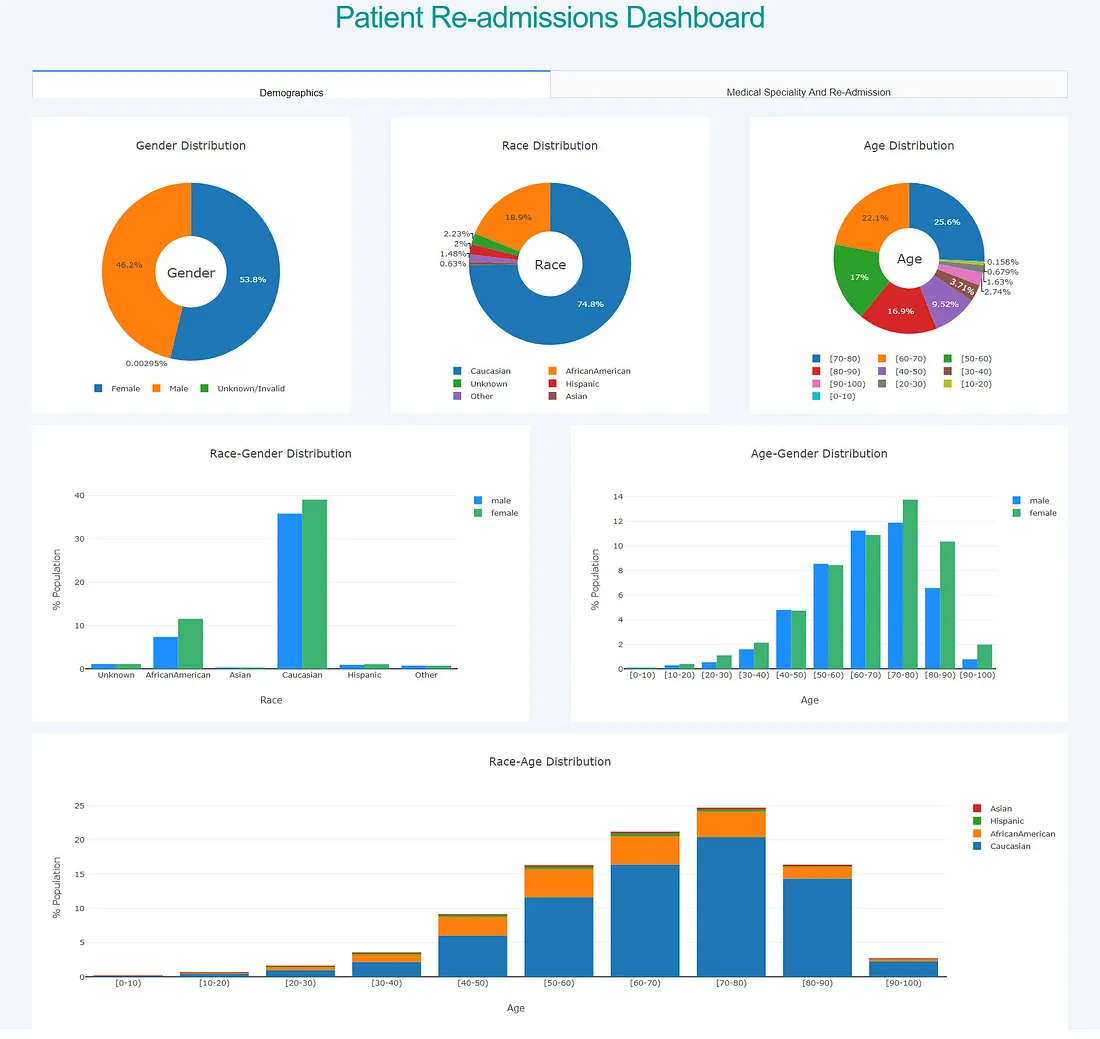 Patient Re-admissions Dashboard
Demographics
Medical Speciality And Re-Admission
Gender Distribution
46.2%
Gender
53.8%
0.00295%
Female Male Unknown/Invalid
Race Distribution
18.9%
2.23%
2%
1.48%
0.63%
Race
74.8%
Caucasian AfricanAmerican
Unknown Hispanic
Other Asian
Age Distribution
22.1%
25.6%
Age
0.158%
0.679%
1.63%
2.74%
17%
3.71%
9.52%
16.9%
[70-80) [60-70) [50-60)
[80-90) [40-50) [30-40)
[90-100) [20-30) [10-20)
[0-10)
Race-Gender Distribution
40
30
20
10
0
% Population
Unknown AfricanAmerican Asian Caucasian Hispanic Other
Race
male
female
Age-Gender Distribution
14
12
10
8
6
4
2
0
% Population
[0-10) [10-20) [20-30) [30-40) [40-50) [50-60) [60-70) [70-80) [80-90) [90-100)
Age
male
female
Race-Age Distribution
25
20
15
10
5
0
% Population
[0-10) [10-20) [20-30) [30-40) [40-50) [50-60) [60-70) [70-80) [80-90) [90-100)
Age
Asian
Hispanic
AfricanAmerican
Caucasian